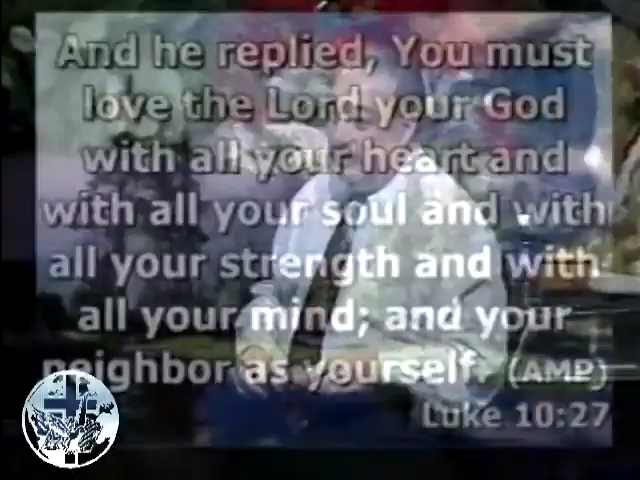 And he replied, You must
love the Lord your God
with all your heart and
with all your soul and with
all your strength and with
all your mind; and your
neighbor as yourself. (AMP)
Luke 10:27